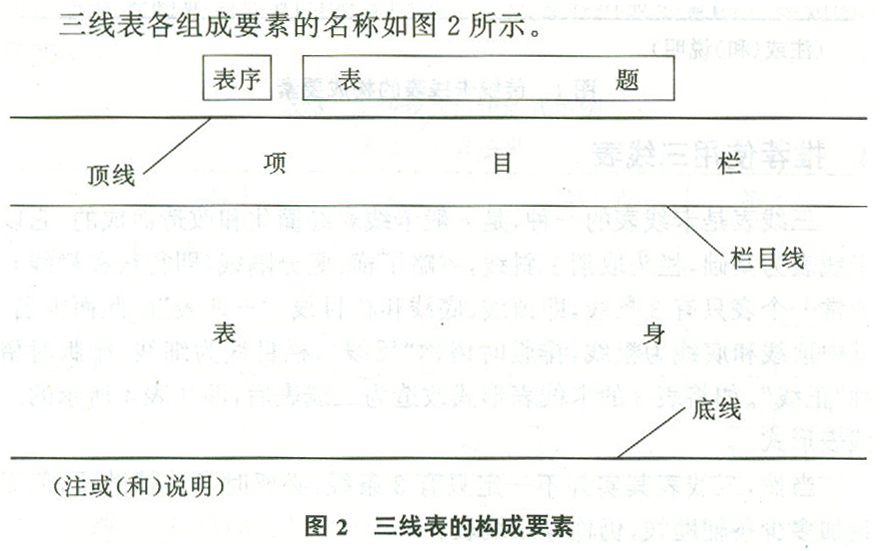 三线表各组成要素的名称如图 2 所示。
表序 表 题
项 目 栏
顶线
栏目线
表 身
底线
(注或(和)说明)
图 2 三线表的构成要素